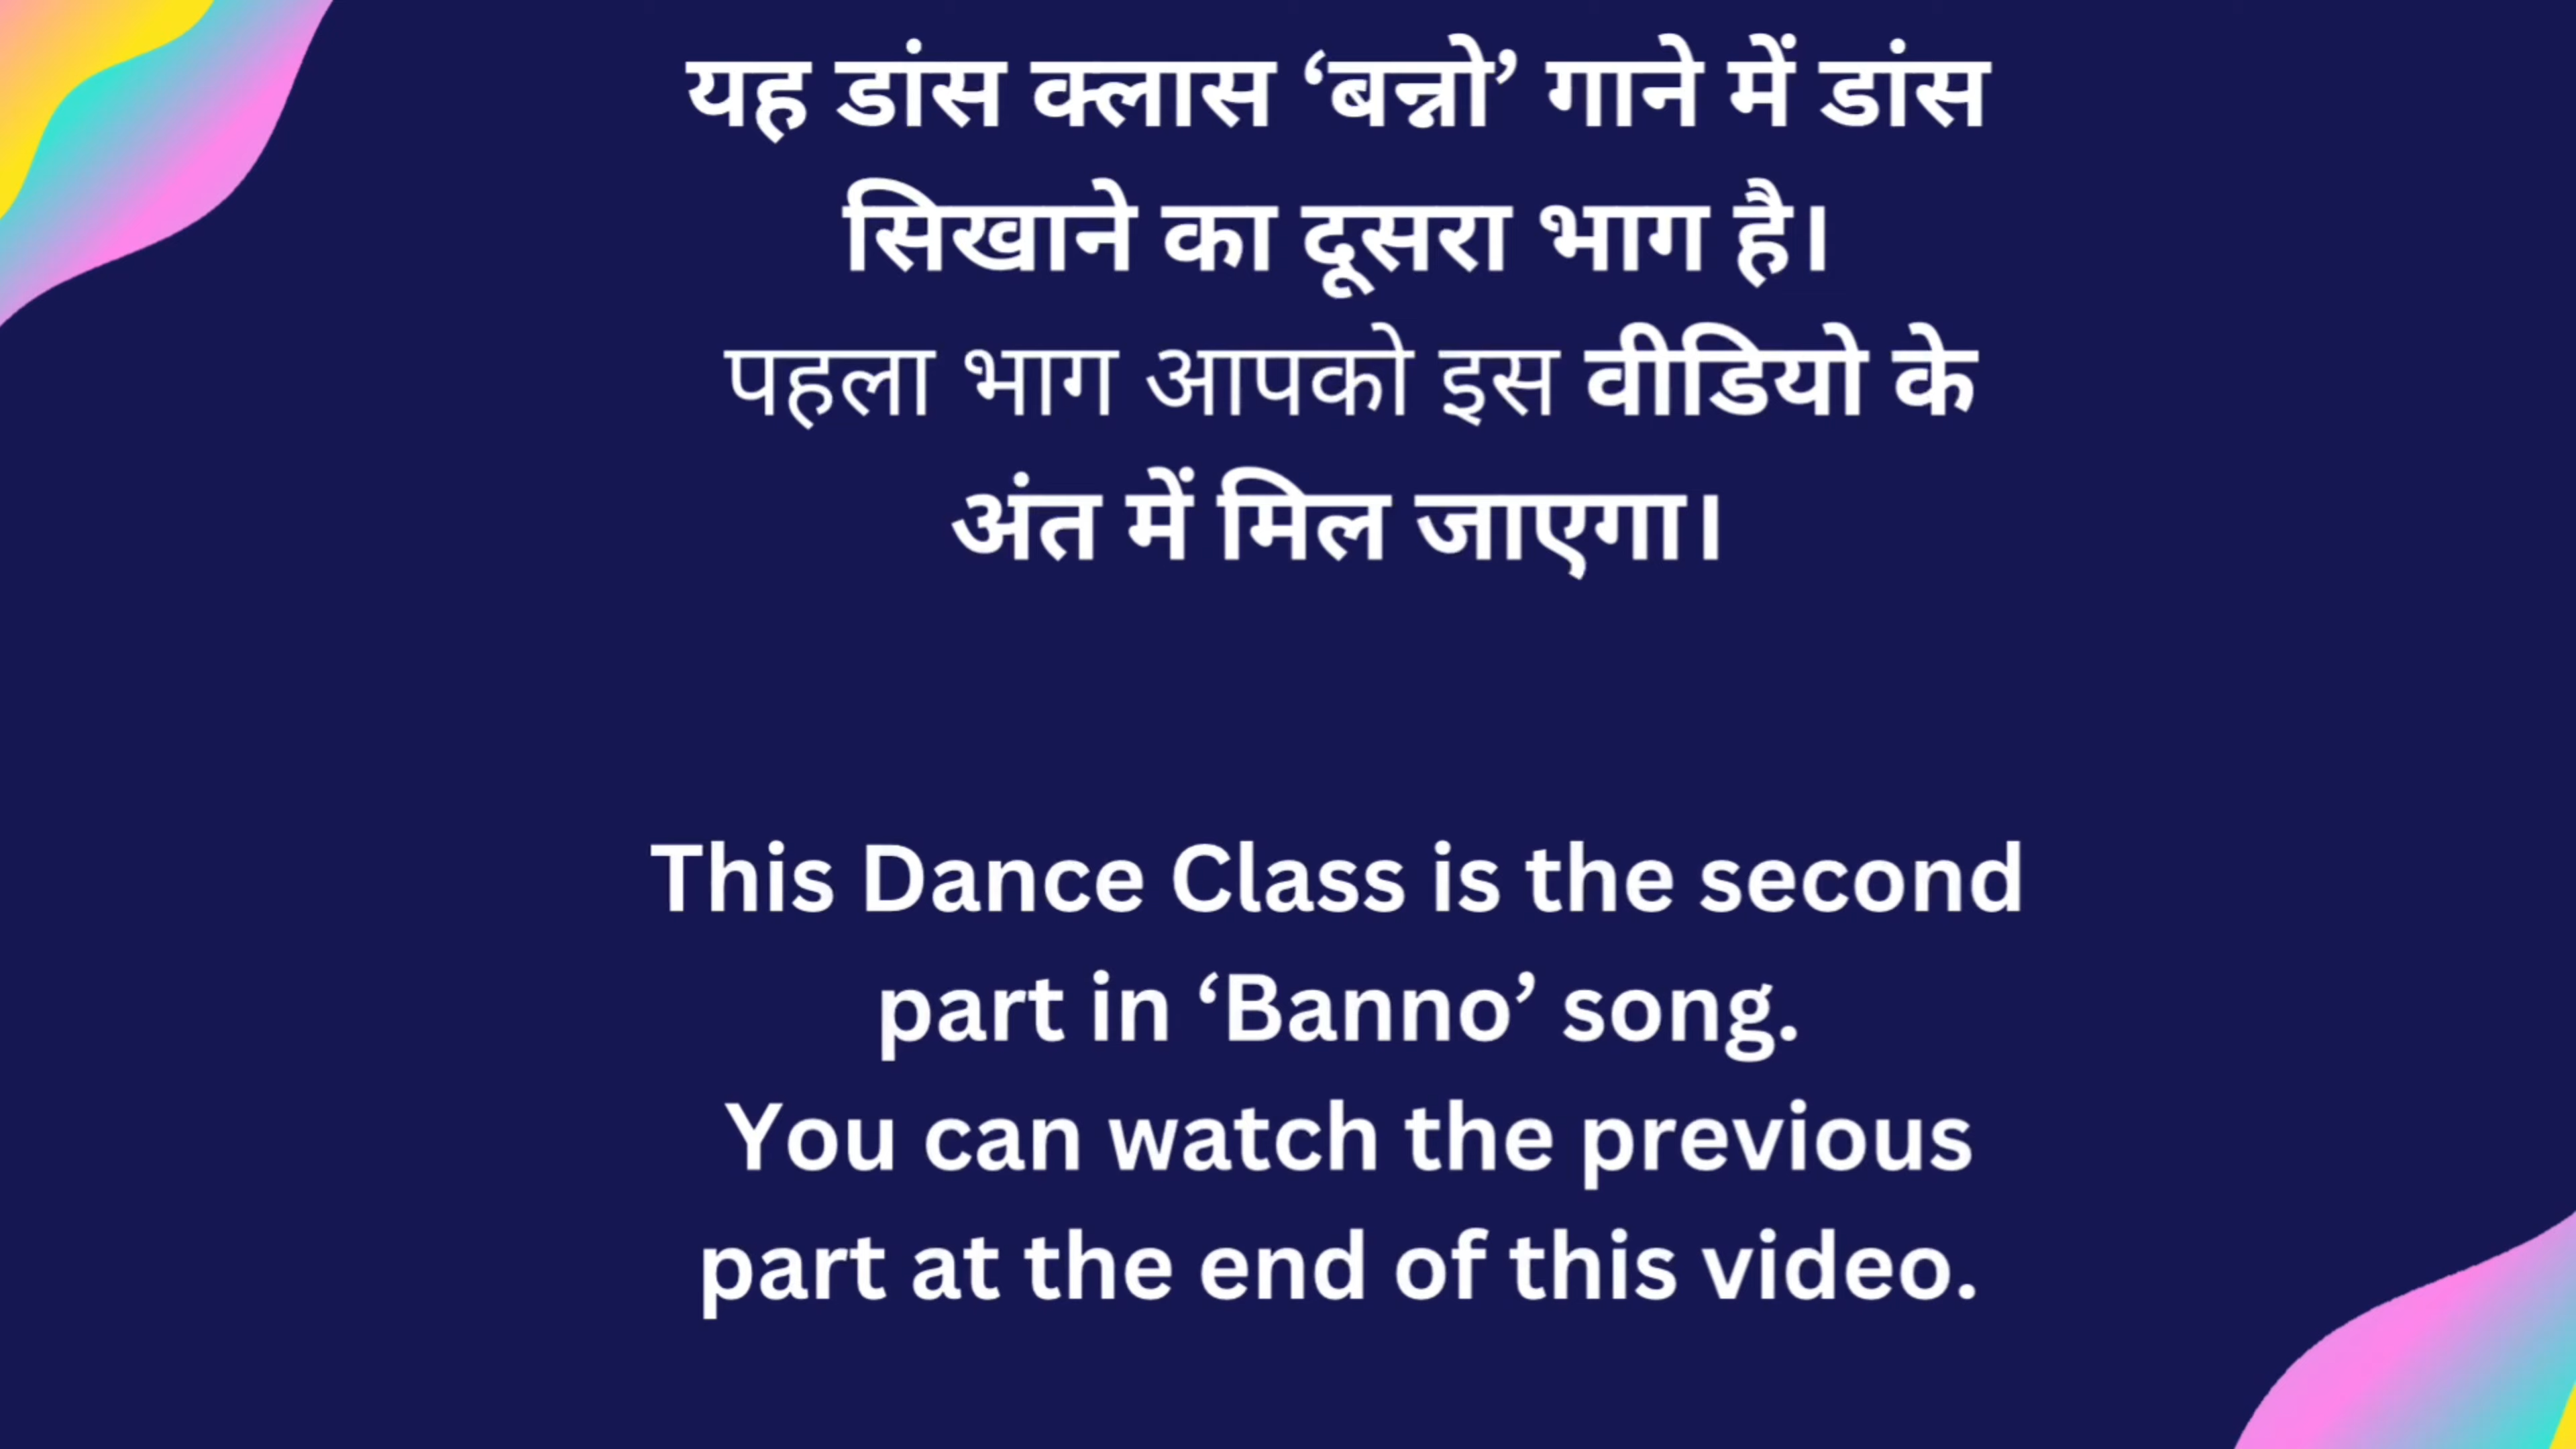 यह डांस क्लास ‘बन्नो’ गाने में डांस
सिखाने का दूसरा भाग है।
पहला भाग आपको इस वीडियो के
अंत में मिल जाएगा।
This Dance Class is the second
part in ‘Banno’ song.
You can watch the previous
part at the end of this video.